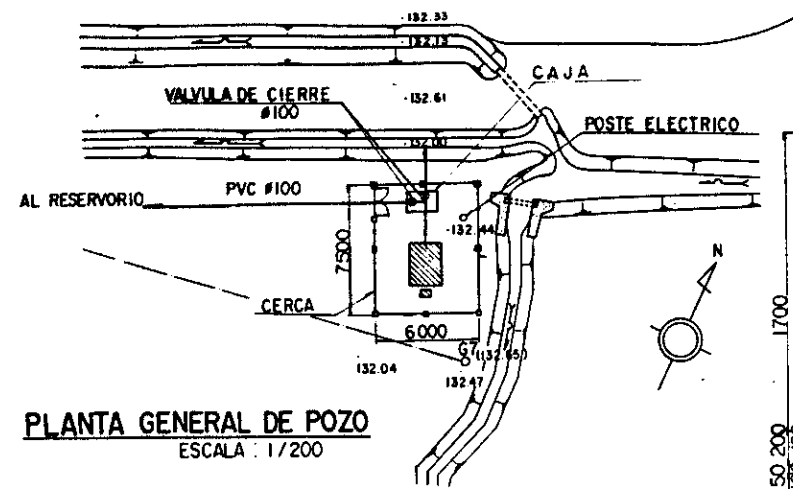 132.33
132.13
CAJA
VALVULA DE CIERRE
ø100
132.61
POSTE ELECTRICO
132.00
AL RESERVORIO
PVC ø100
132.44
7500
N
CERCA
6000
1700
G7 (132.65)
132.04
132.47
PLANTA GENERAL DE POZO
ESCALA : 1/200
50 200